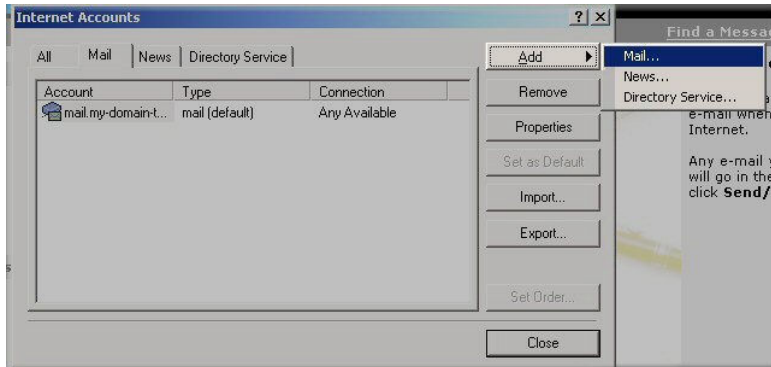 Internet Accounts
Find a Messa
All Mail News Directory Service
Add
Mail...
News...
Directory Service...
Account Type Connection
mail.my-domain-t... mail (default) Any Available
Remove
Properties
Set as Default
Import...
Export...
Set Order...
Close
e-mail when
Internet.
Any e-mail
will go in the
click Send/